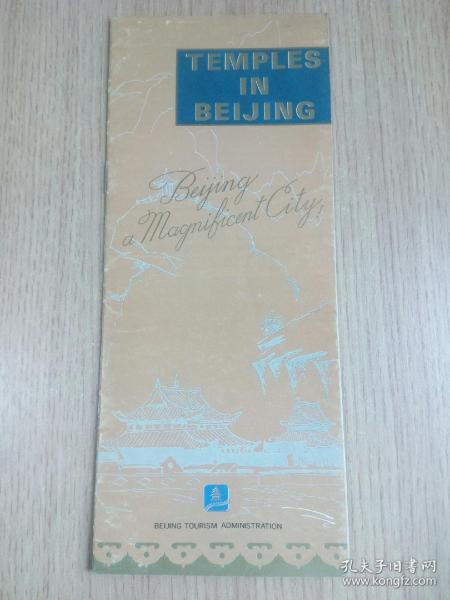 TEMPLES
IN
BEIJING
Beijing
a Magnificent City!
BEIJING TOURISM ADMINISTRATION
孔夫子旧书网
www.kongfz.com